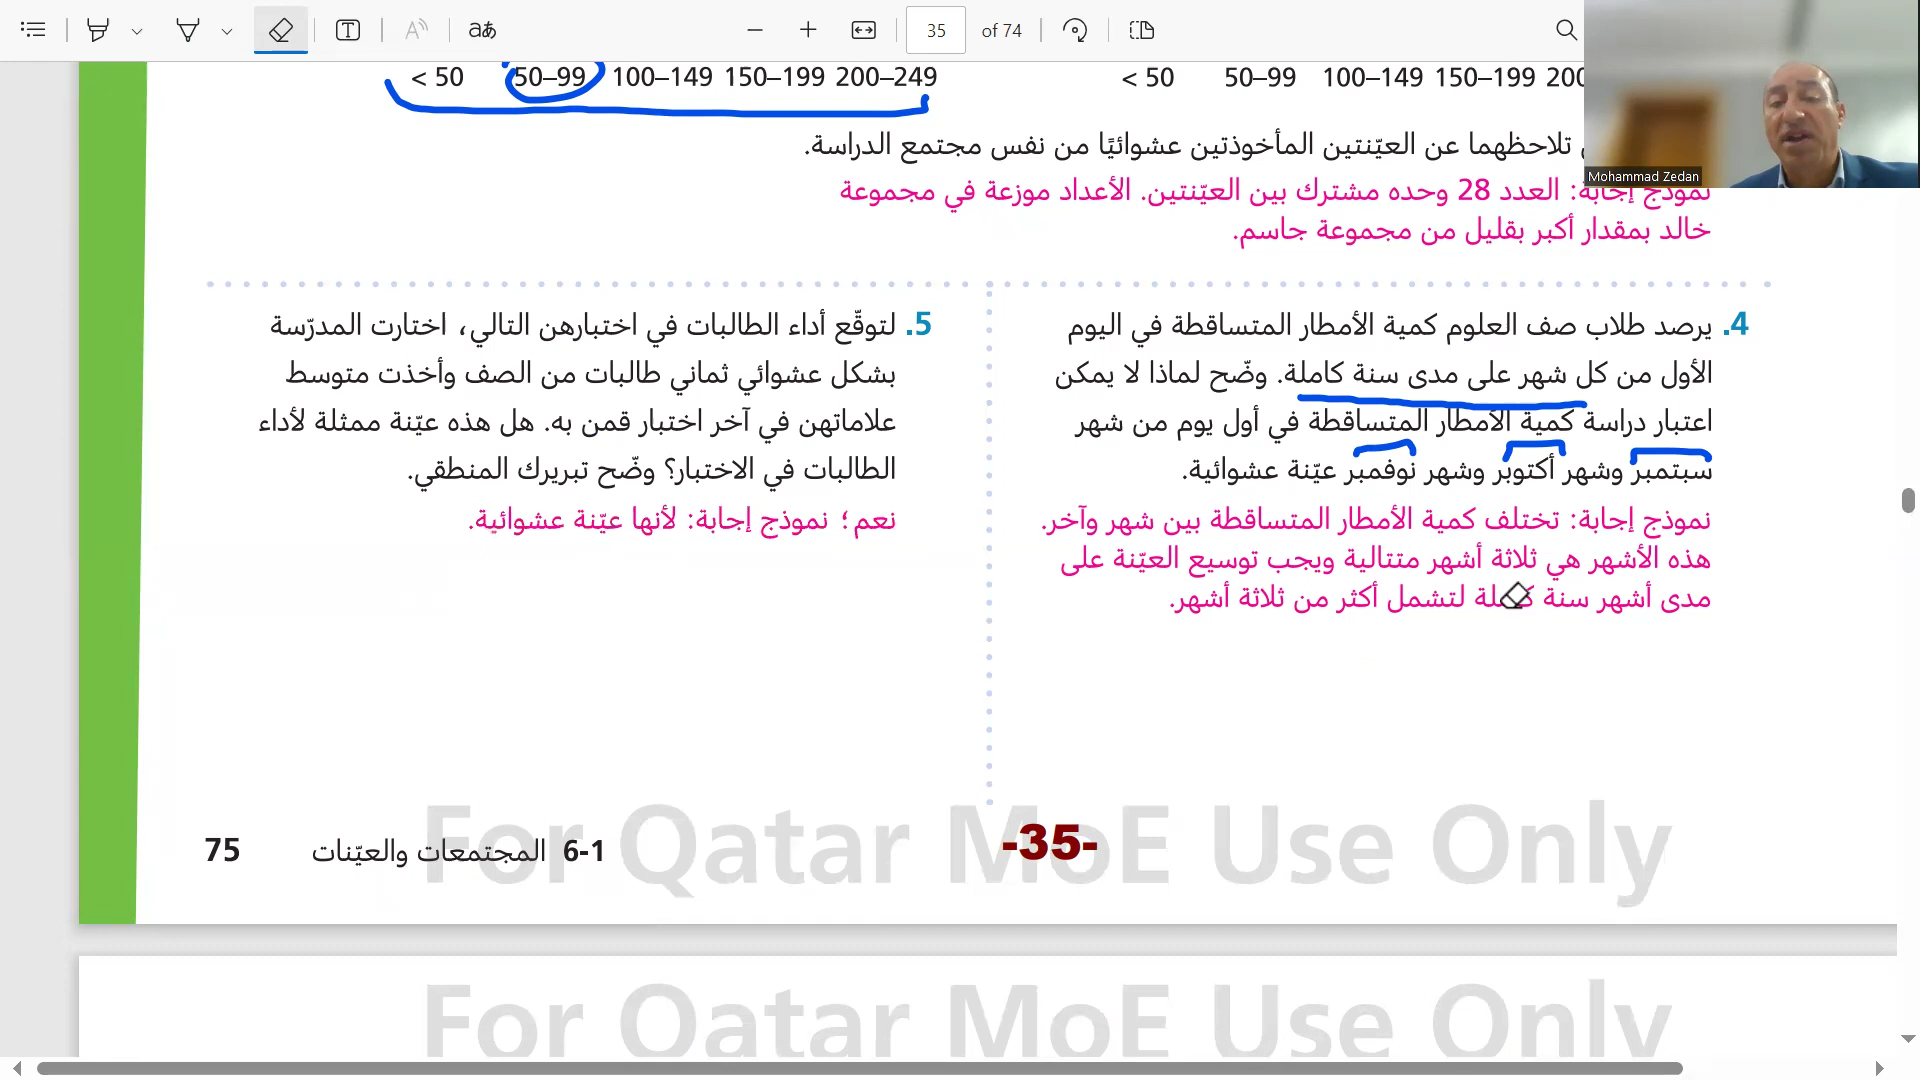 35 of 74
< 50 50–99 100–149 150–199 200–249
< 50 50–99 100–149 150–199
Mohammad Zedan
تلاحظهما عن العيّنتين المأخوذتين عشوائيًا من نفس مجتمع الدراسة.
نموذج إجابة: العدد 28 وحده مشترك بين العيّنتين. الأعداد موزعة في مجموعة
خالد بمقدار أكبر بقليل من مجموعة جاسم.
4. يرصد طلاب صف العلوم كمية الأمطار المتساقطة في اليوم
الأول من كل شهر على مدى سنة كاملة. وضّح لماذا لا يمكن
اعتبار دراسة كمية الأمطار المتساقطة في أول يوم من شهر
سبتمبر وشهر أكتوبر وشهر نوفمبر عيّنة عشوائية.
نموذج إجابة: تختلف كمية الأمطار المتساقطة بين شهر وآخر.
هذه الأشهر هي ثلاثة أشهر متتالية ويجب توسيع العيّنة على
مدى أشهر سنة كاملة لتشمل أكثر من ثلاثة أشهر.
5. لتوقّع أداء الطالبات في اختبارهن التالي، اختارت المدرّسة
بشكل عشوائي ثماني طالبات من الصف وأخذت متوسط
علاماتهن في آخر اختبار قمن به. هل هذه عيّنة ممثلة لأداء
الطالبات في الاختبار؟ وضّح تبريرك المنطقي.
نعم؛ نموذج إجابة: لأنها عيّنة عشوائية.
For Qatar MoE Use Only
-35-
6-1 المجتمعات والعيّنات 75
For Qatar MoE Use Only